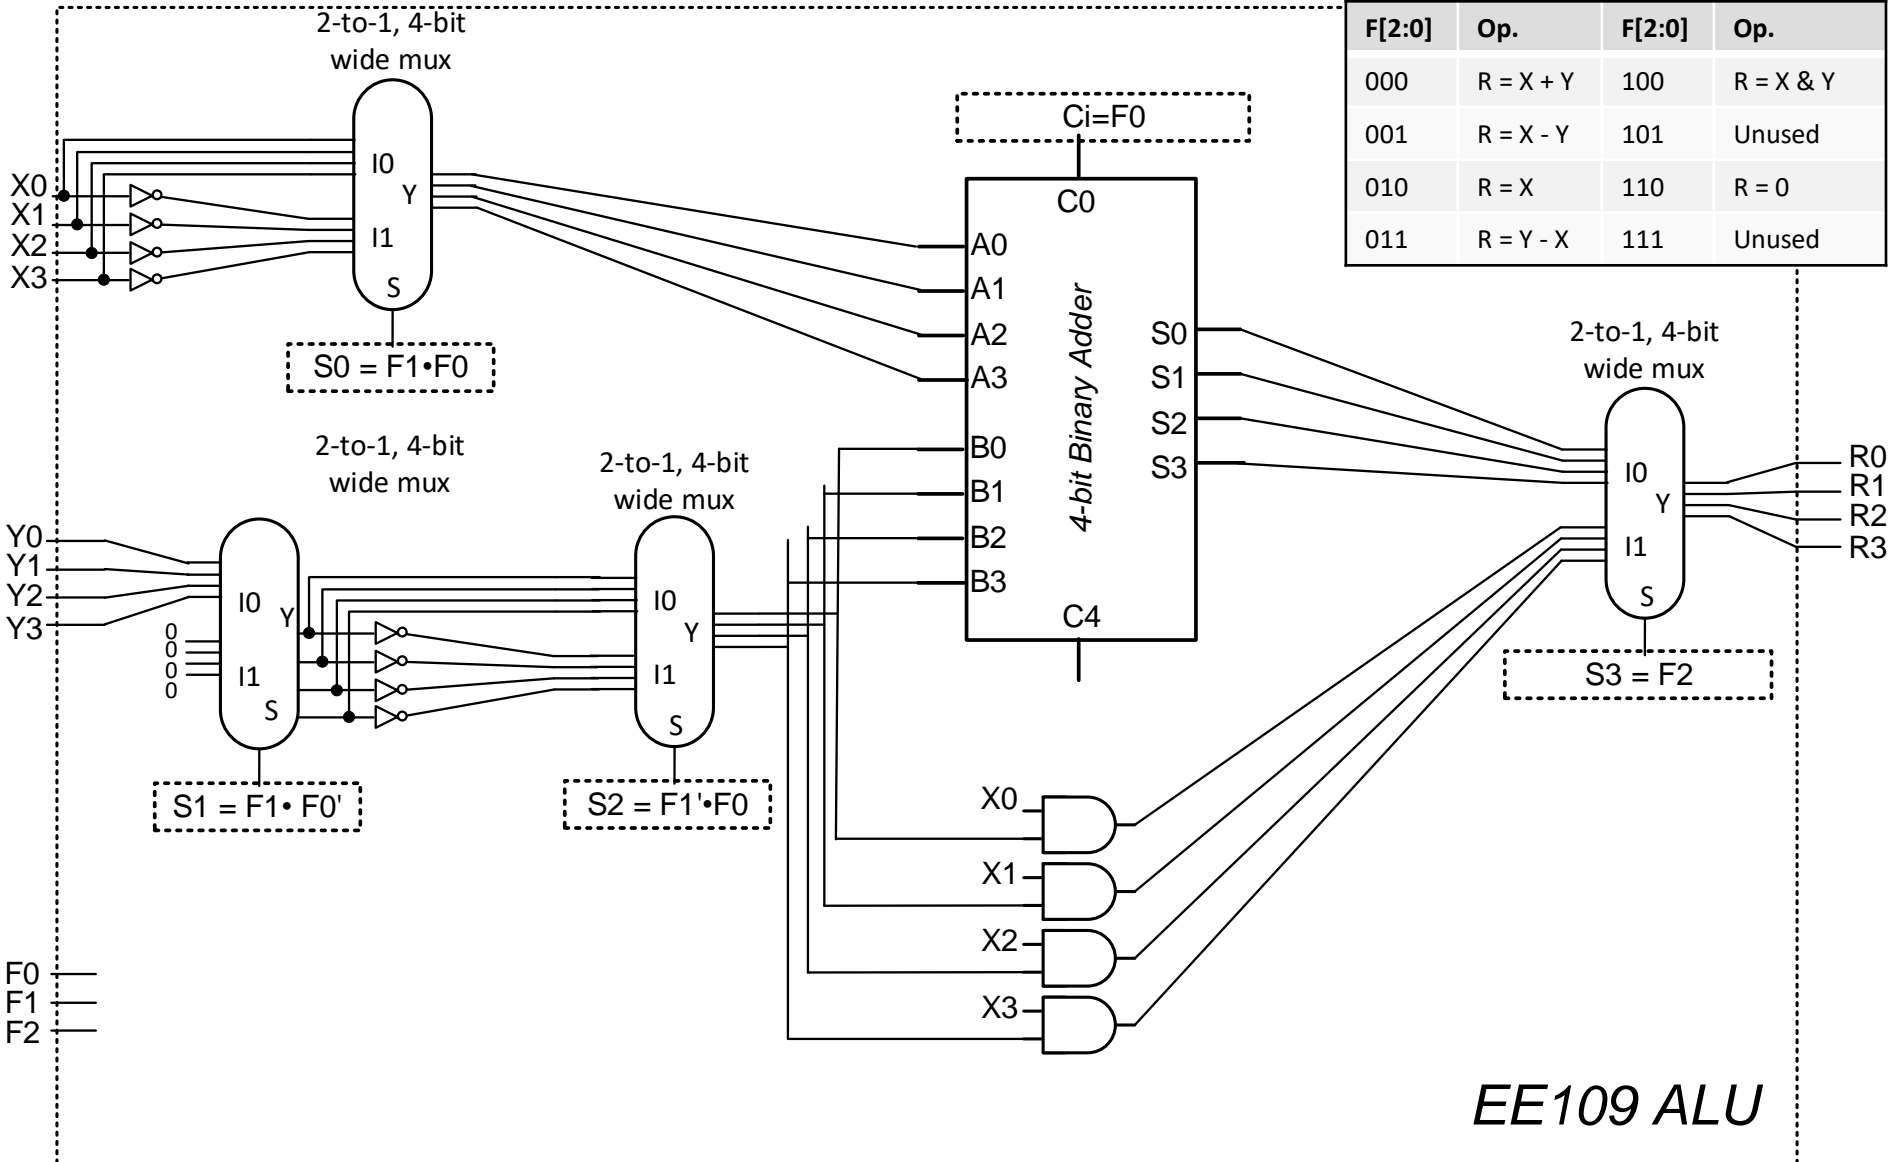 2-to-1, 4-bit
wide mux
F[2:0] Op. F[2:0] Op.
000 R = X + Y 100 R = X & Y
001 R = X - Y 101 Unused
010 R = X 110 R = 0
011 R = Y - X 111 Unused
Ci=F0
X0
X1
X2
X3
I0
Y
I1
S
S0 = F1•F0
C0
A0
A1
A2
A3
B0
B1
B2
B3
4-bit Binary Adder
S0
S1
S2
S3
C4
2-to-1, 4-bit
wide mux
I0
Y
I1
S
S3 = F2
R0
R1
R2
R3
2-to-1, 4-bit
wide mux
Y0
Y1
Y2
Y3
0
0
0
0
I0
Y
I1
S
S1 = F1• F0'
2-to-1, 4-bit
wide mux
I0
Y
I1
S
S2 = F1'•F0
X0
X1
X2
X3
F0
F1
F2
EE109 ALU